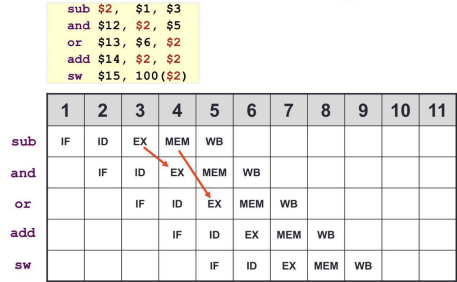 sub $2, $1, $3
and $12, $2, $5
or $13, $6, $2
add $14, $2, $2
sw $15, 100($2)
1 2 3 4 5 6 7 8 9 10 11
sub IF ID EX MEM WB
and IF ID EX MEM WB
or IF ID EX MEM WB
add IF ID EX MEM WB
sw IF ID EX MEM WB